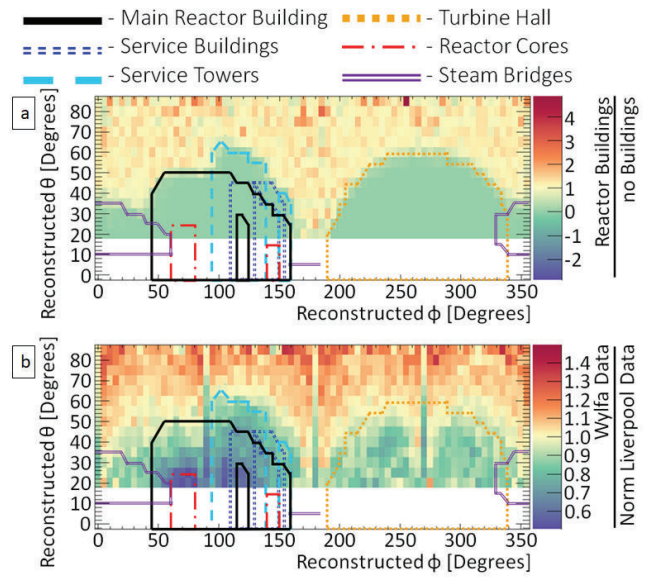 - Main Reactor Building
- Turbine Hall
- Service Buildings
- Reactor Cores
- Service Towers
- Steam Bridges
a
Reconstructed θ [Degrees]
80
70
60
50
40
30
20
10
0
0 50 100 150 200 250 300 350
Reconstructed ϕ [Degrees]
4
3
2
1
0
-1
-2
Reactor Buildings
no Buildings
b
Reconstructed θ [Degrees]
80
70
60
50
40
30
20
10
0
0 50 100 150 200 250 300 350
Reconstructed ϕ [Degrees]
1.4
1.3
1.2
1.1
1.0
0.9
0.8
0.7
0.6
Wylfa Data
Norm Liverpool Data